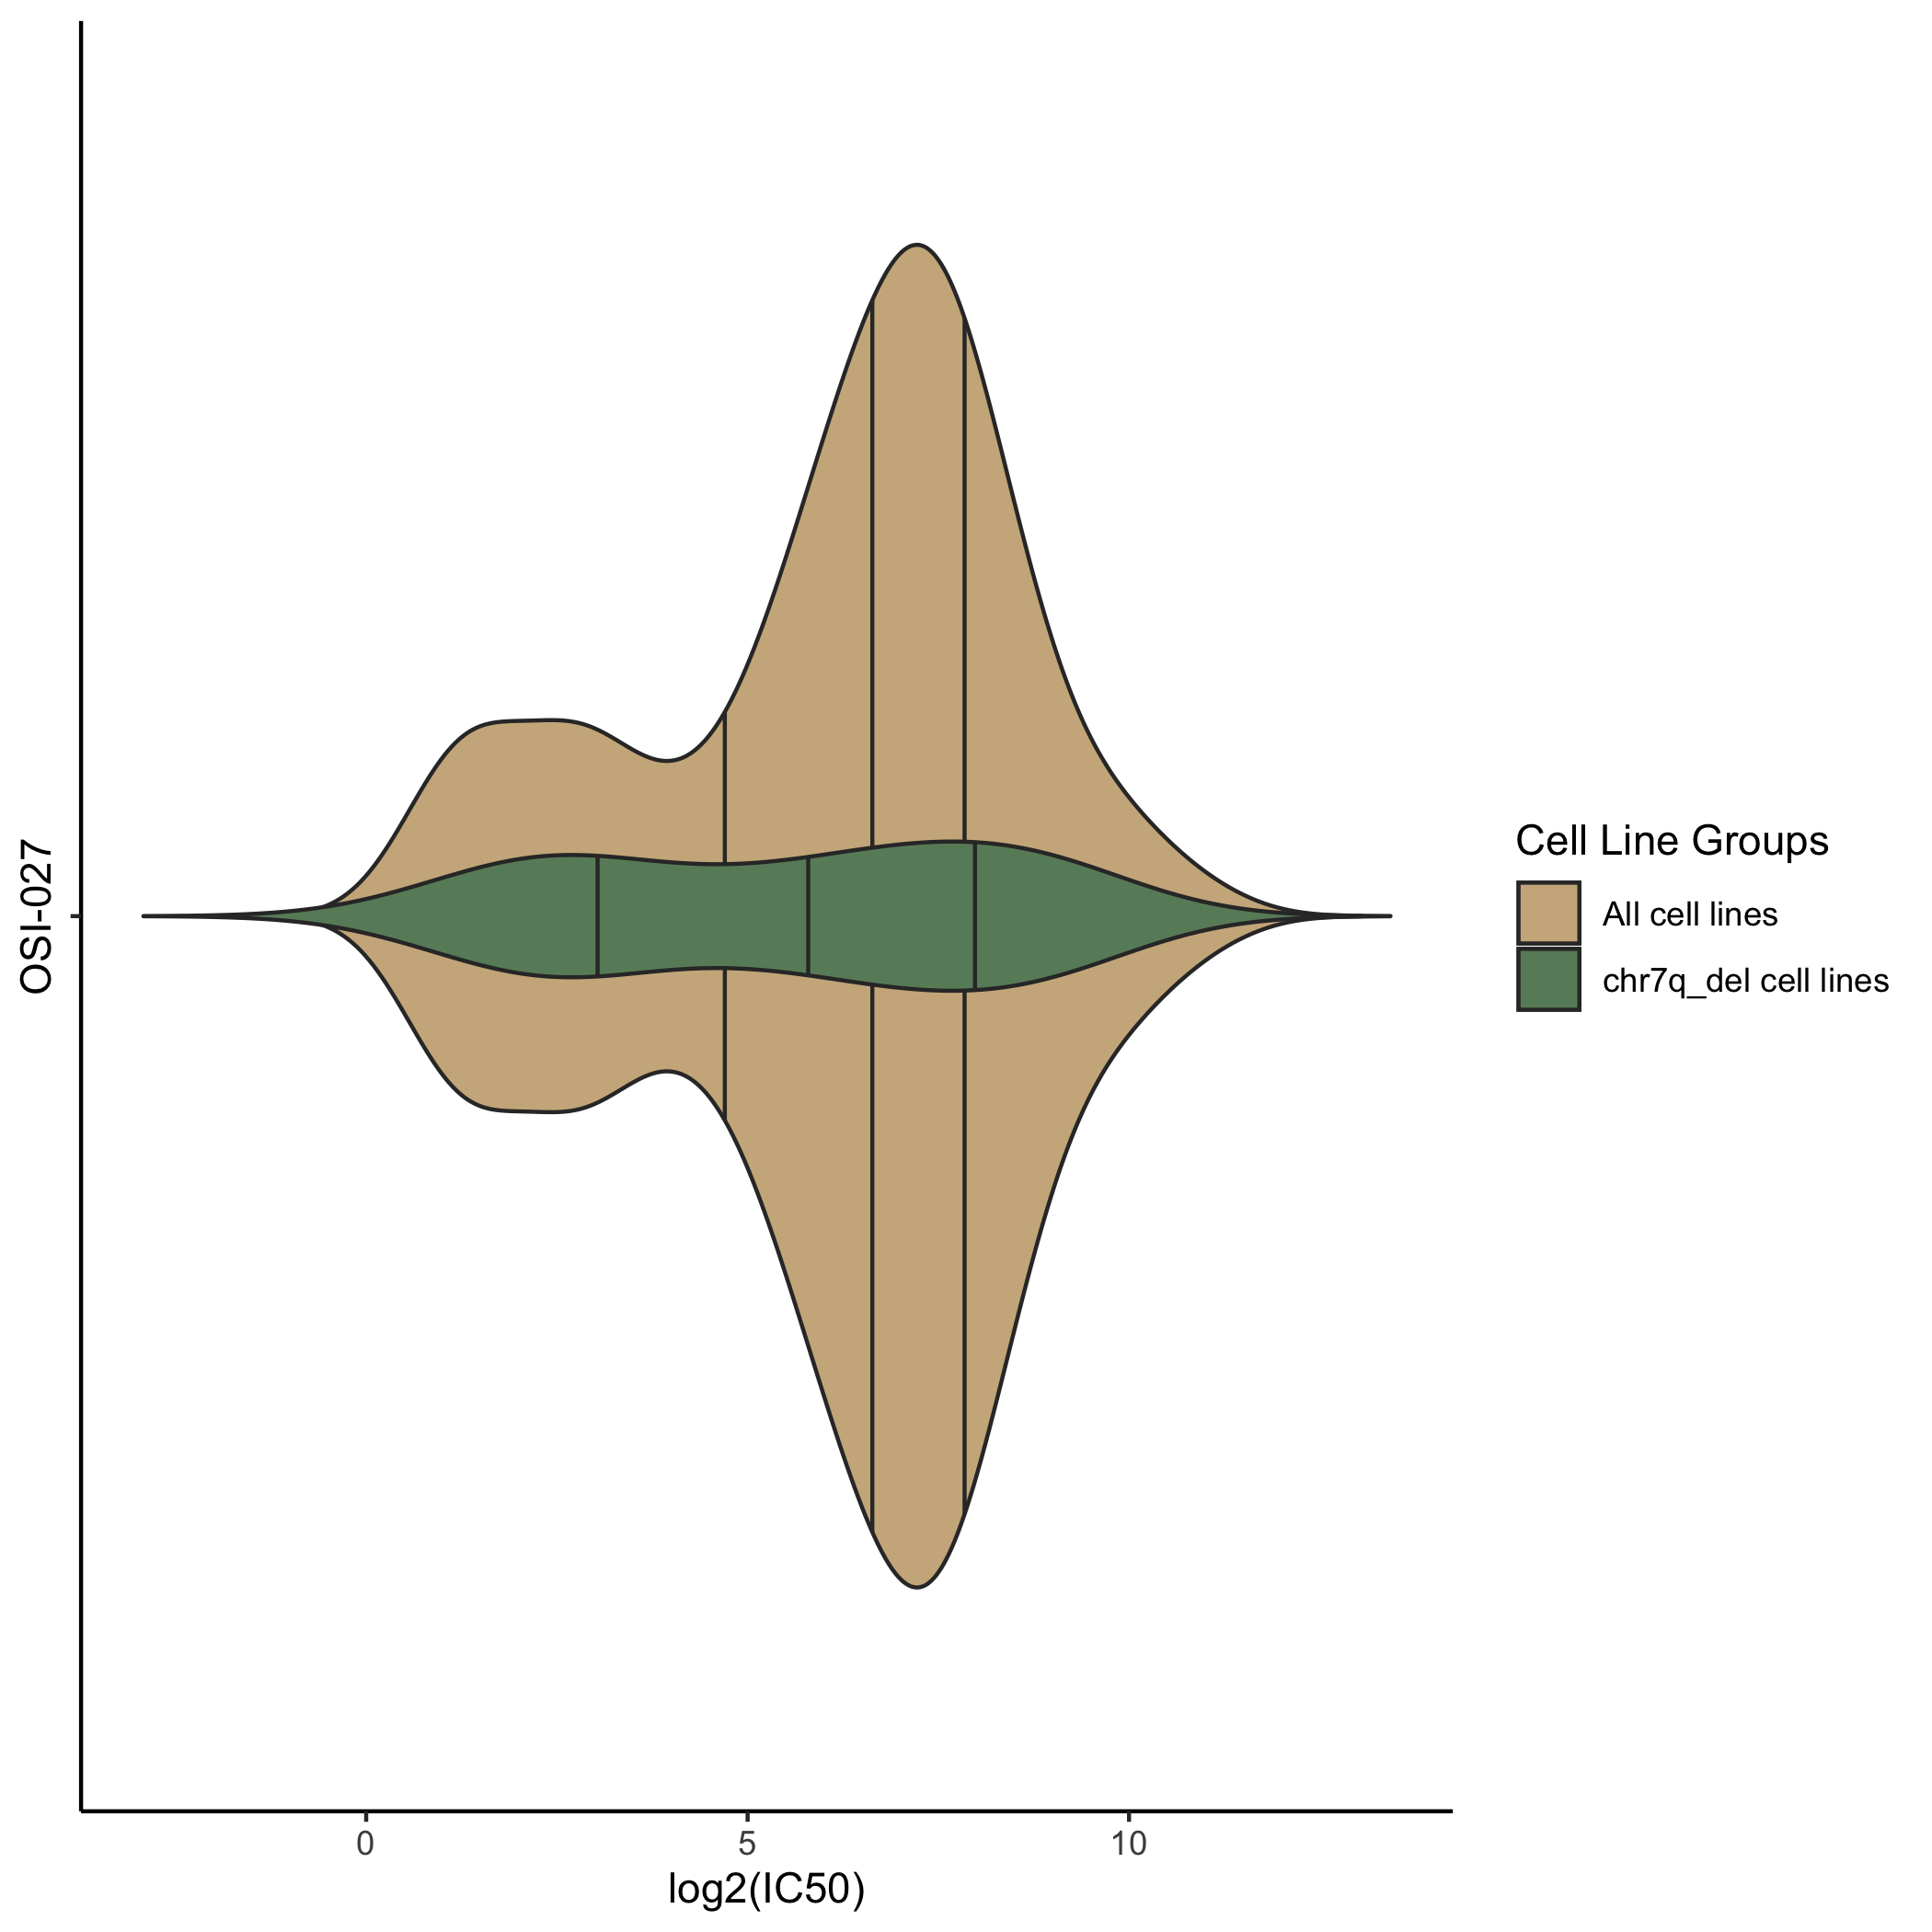 OSI-027
Cell Line Groups
All cell lines
chr7q_del cell lines
0 5 10
log2(IC50)